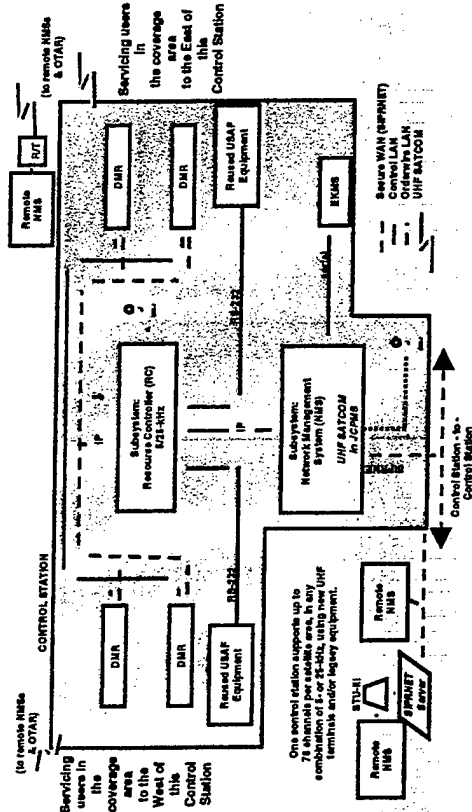 (to remote NMSs
& OTAR)
CONTROL STATION
(to remote NMSs
& OTAR)
Remote
NMS
R/T
Servicing
users in
the
coverage
area
to the
West of
this
Control
Station
DMR
DMR
Reused USAF
Equipment
RS-232
IP
Subsystem:
Resourse Controller (RC)
5/25-kHz
IP
RS-232
DMR
DMR
Reused USAF
Equipment
Servicing users
in
the coverage
area
to the East of
this
Control Station
Subsystem:
Network Management
System (NMS)
UHF SATCOM
in JCPMS
EKMS
serial
One control station supports up to
78 channels per satellite area, in any
combination of 5- or 25-kHz, using new UHF
terminals and/or legacy equipment.
Remote
NMS
STU-III
SIPRNET
Server
Remote
NMS
Control Station - to -
Control Station
Secure WAN (SIPRNET)
Control LAN
Orderwire LAN
UHF SATCOM